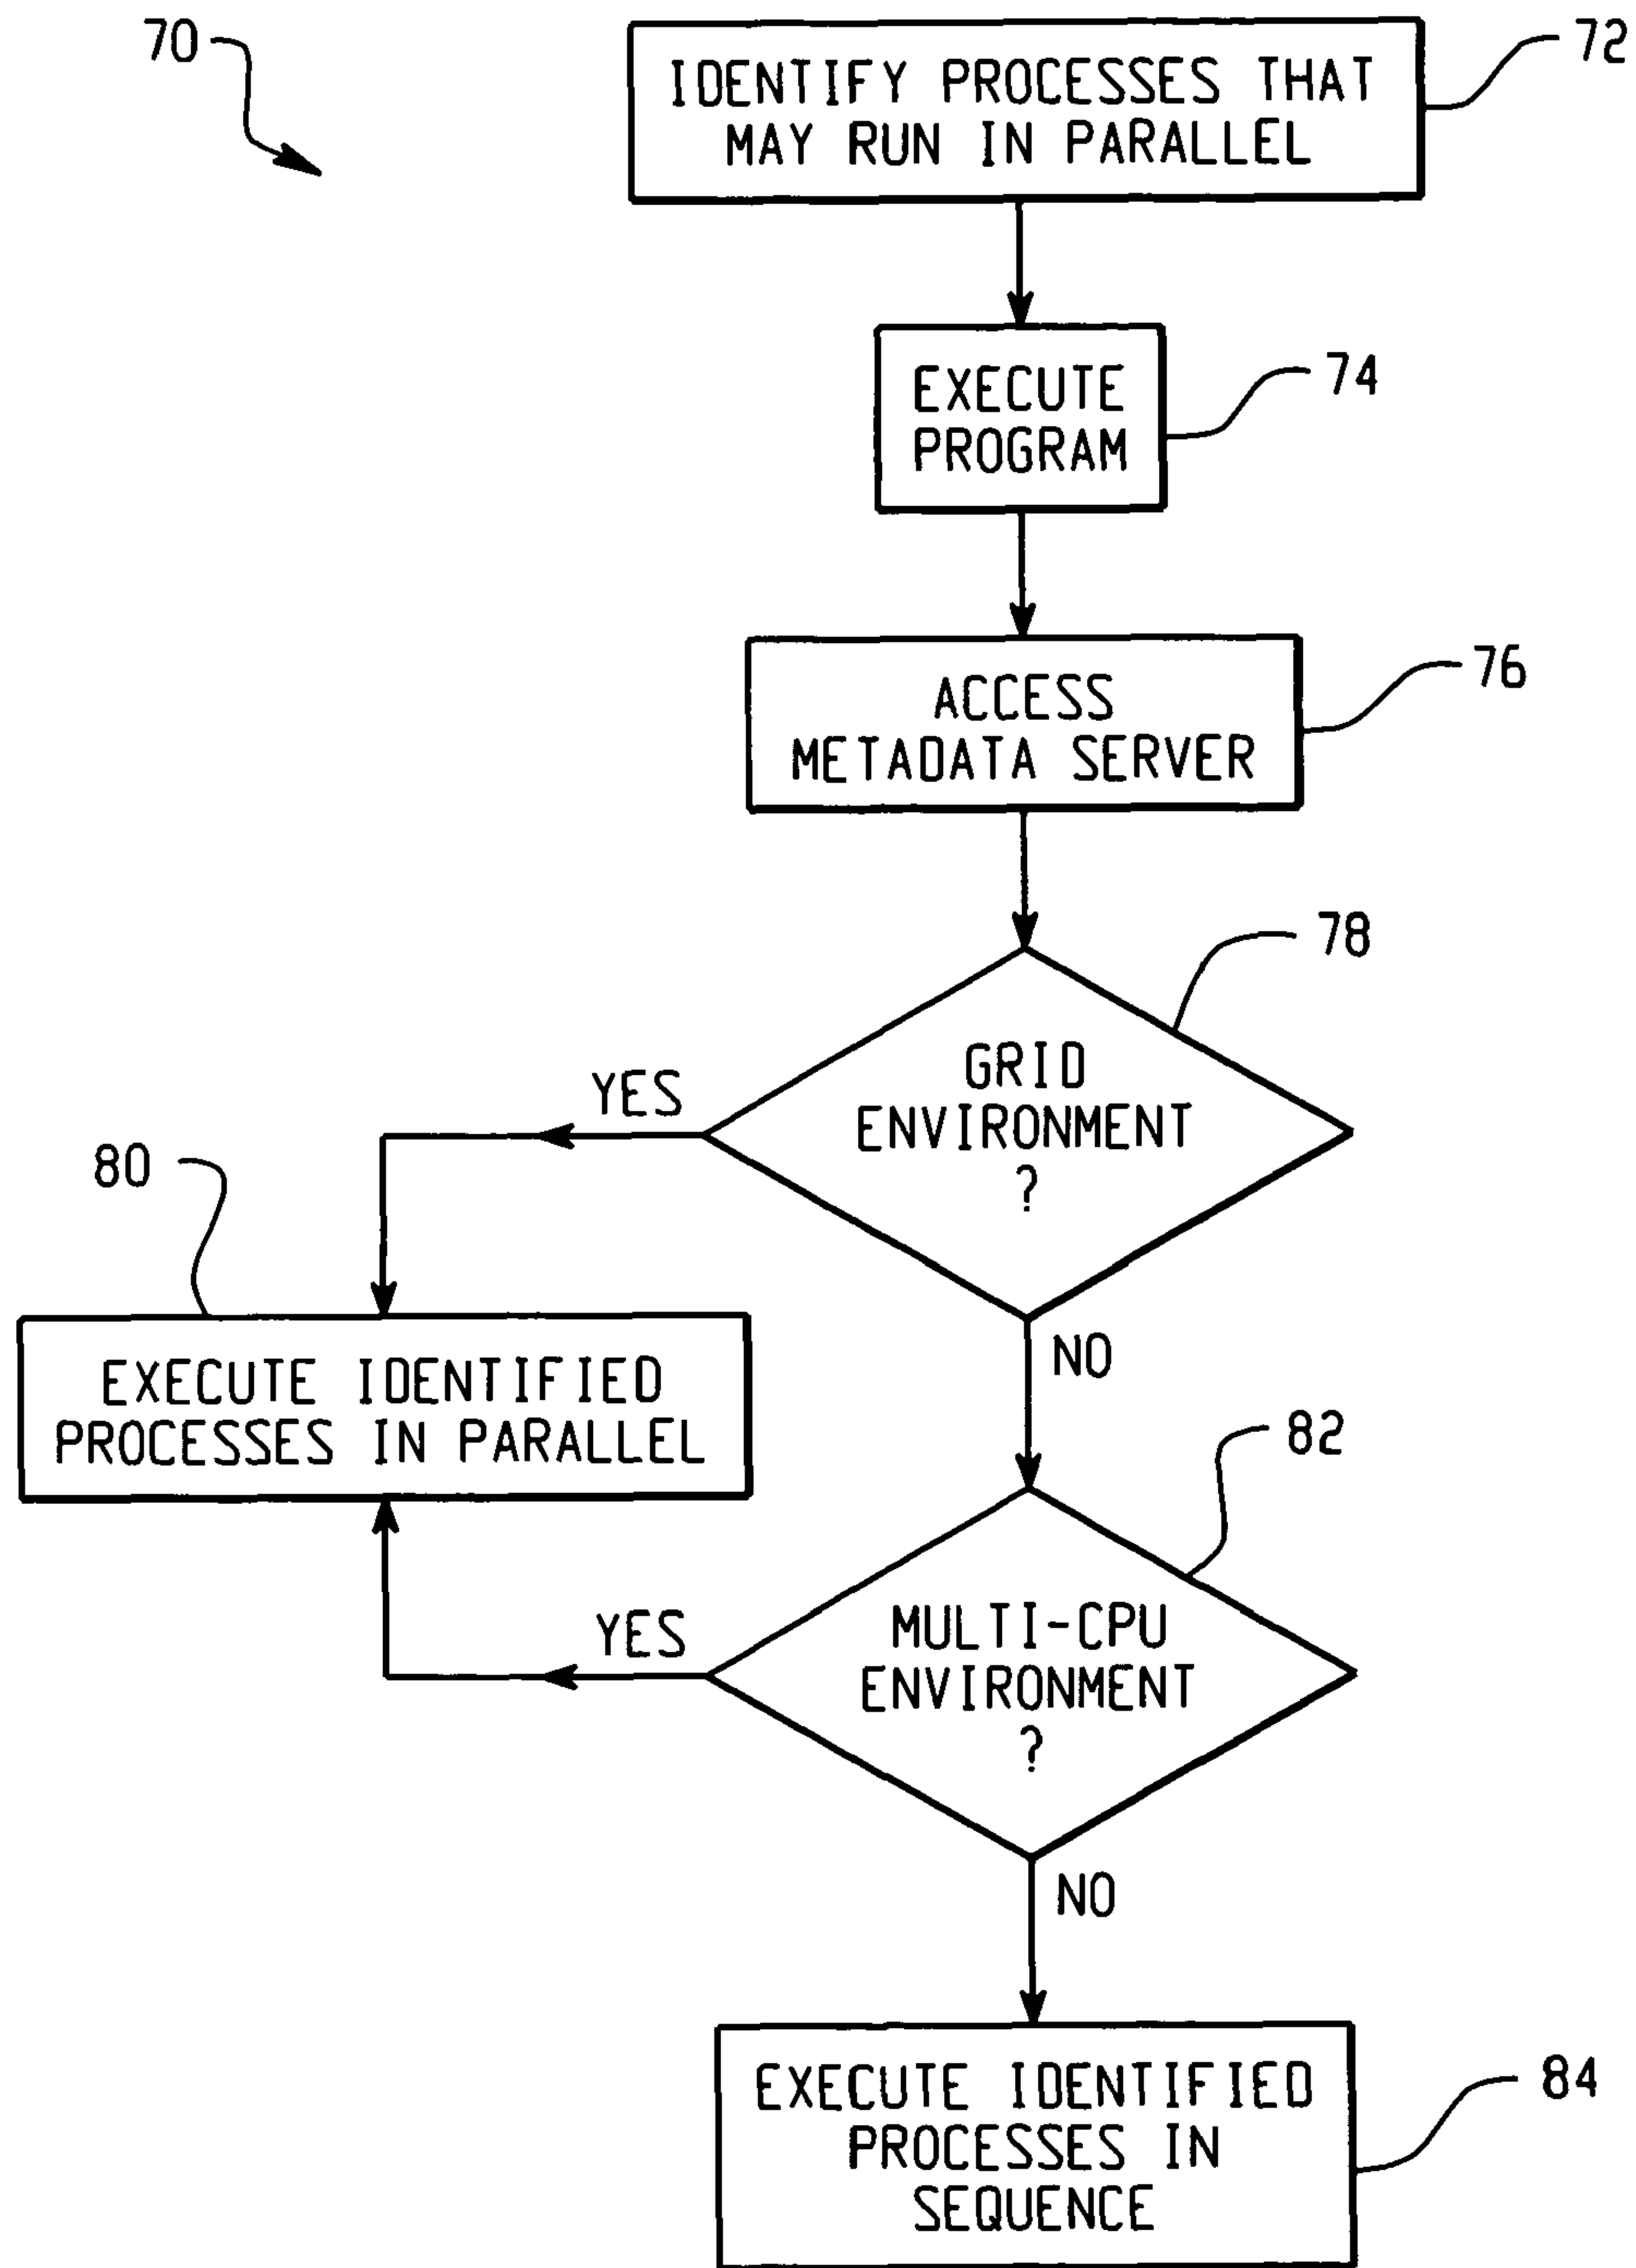 70
72
IDENTIFY PROCESSES THAT
MAY RUN IN PARALLEL
74
EXECUTE
PROGRAM
76
ACCESS
METADATA SERVER
78
GRID
ENVIRONMENT
?
YES
80
NO
EXECUTE IDENTIFIED
PROCESSES IN PARALLEL
82
MULTI-CPU
ENVIRONMENT
?
YES
NO
84
EXECUTE IDENTIFIED
PROCESSES IN
SEQUENCE